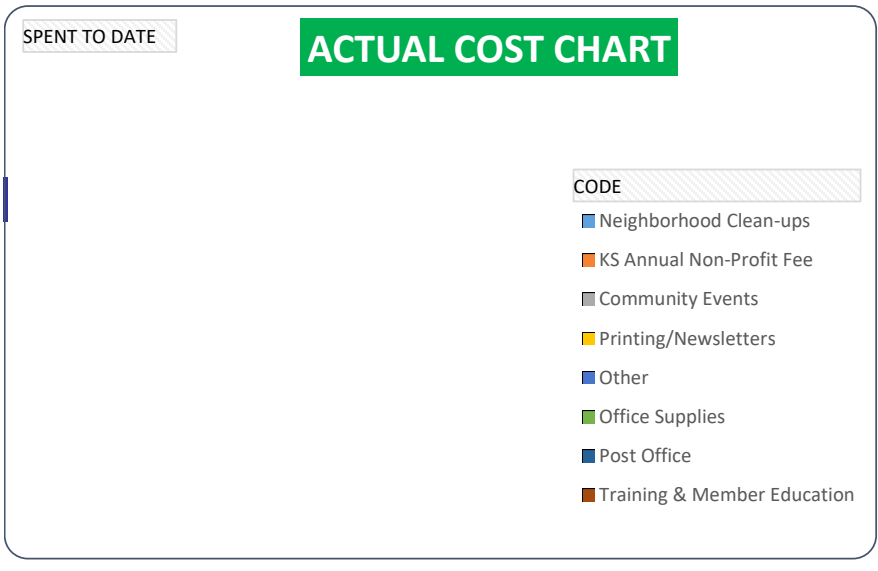 SPENT TO DATE
ACTUAL COST CHART
CODE
Neighborhood Clean-ups
KS Annual Non-Profit Fee
Community Events
Printing/Newsletters
Other
Office Supplies
Post Office
Training & Member Education